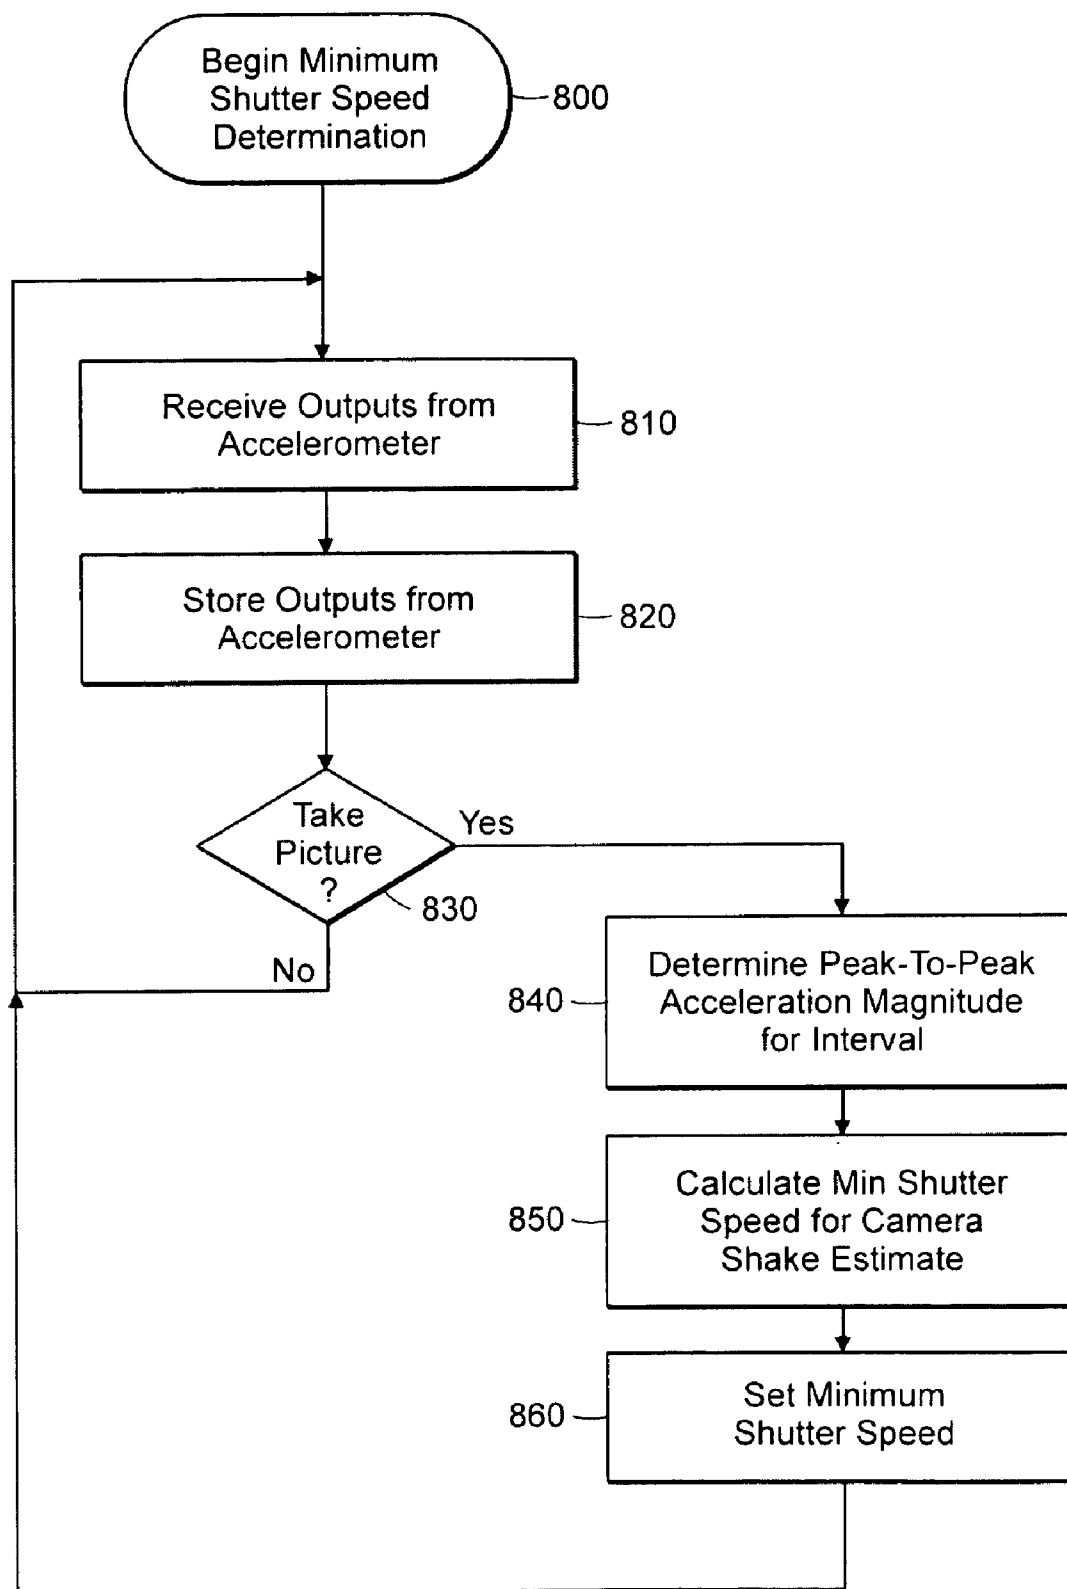 Begin Minimum
Shutter Speed
Determination
800
Receive Outputs from
Accelerometer
810
Store Outputs from
Accelerometer
820
Take
Picture
?
830
Yes
No
Determine Peak-To-Peak
Acceleration Magnitude
for Interval
840
Calculate Min Shutter
Speed for Camera
Shake Estimate
850
Set Minimum
Shutter Speed
860